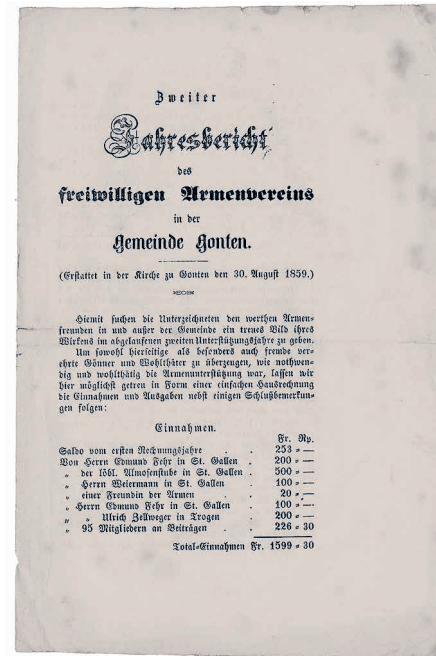 Zweiter
Jahresbericht
des
freiwilligen Armenvereins
in der
Gemeinde Gonten.
(Erstattet in der Kirche zu Gonten den 30. August 1859.)
Hiemit suchen die Unterzeichneten den werthen Armen-
freunden in und außer der Gemeinde ein treues Bild ihres
Wirkens im abgelaufenen zweiten Unterstützungsjahre zu geben.
Um sowohl hierseitige als besonders auch fremde ver-
ehrte Gönner und Wohlthäter zu überzeugen, wie nothwen-
dig und wohlthätig die Armenunterstützung war, lassen wir
hier möglichst getreu in Form einer einfachen Hausrechnung
die Einnahmen und Ausgaben nebst einigen Schlußbemerkun-
gen folgen:
Einnahmen.
Fr. Rp.
Saldo vom ersten Rechnungsjahre . . 253 " —
Von Herrn Edmund Fehr in St. Gallen . 200 " —
„ der löbl. Almosenstube in St. Gallen . 500 " —
„ Herrn Weiermann in St. Gallen . 100 " —
„ einer Freundin der Armen . . 20 " —
„ Herrn Edmund Fehr in St. Gallen . 100 " —
„ „ Ulrich Zellweger in Trogen . 200 " —
„ 95 Mitgliedern an Beiträgen . . 226 " 30
Total-Einnahmen Fr. 1599 " 30